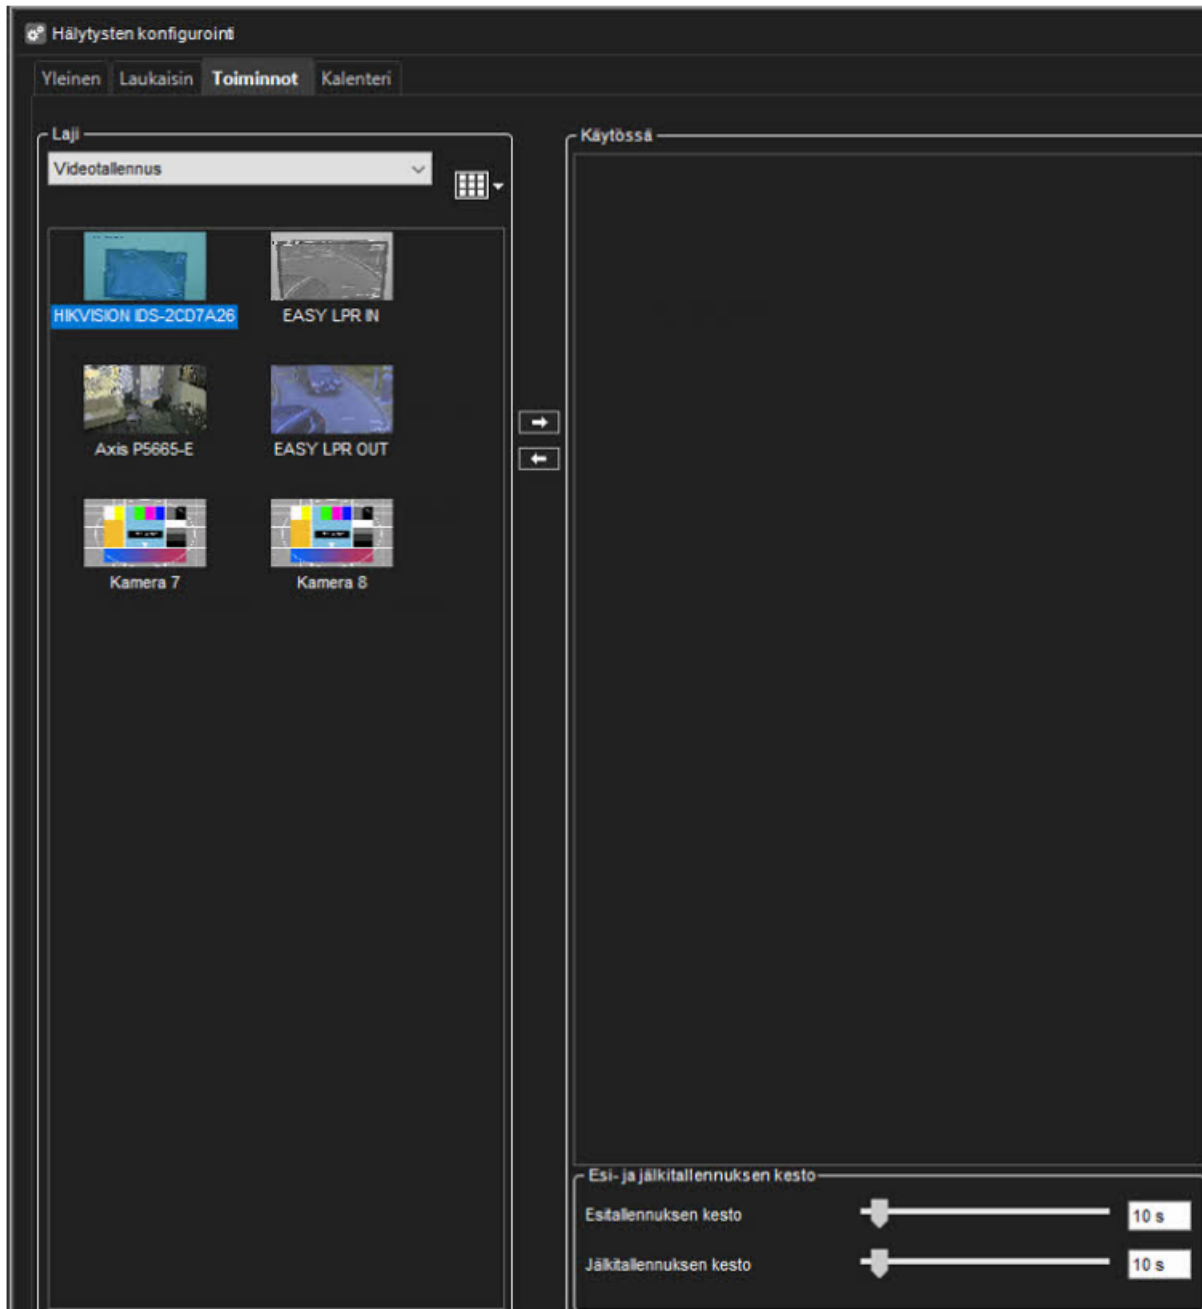 Hälytysten konfigurointi
Yleinen Laukaisin Toiminnot Kalenteri
Laji
Videotallennus
HIKVISION IDS-2CD7A26
EASY LPR IN
Axis P5665-E
EASY LPR OUT
Kamera 7
Kamera 8
Käytössä
Esi- ja jälkitallennuksen kesto
Esitallennuksen kesto 10 s
Jälkitallennuksen kesto 10 s